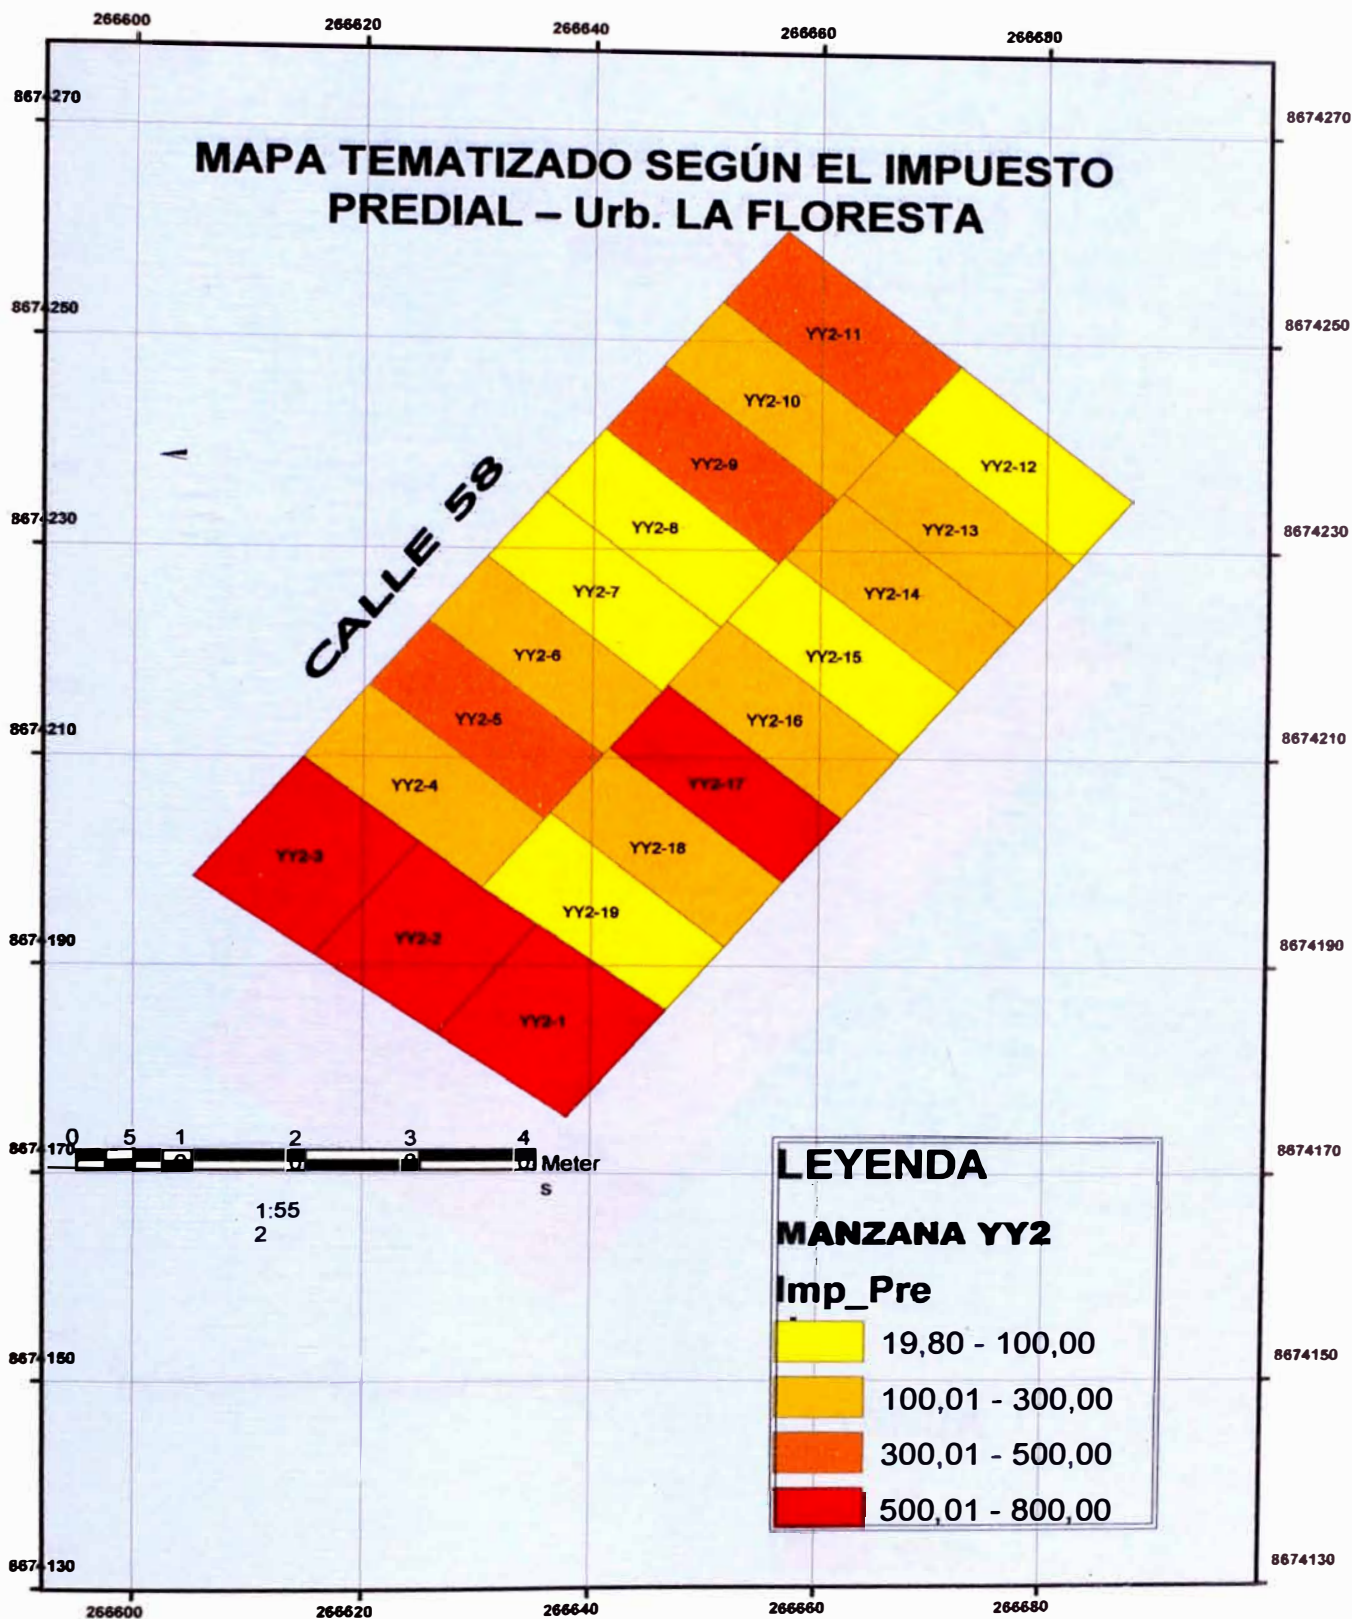 266600 266620 266640 266660 266680
8674270 8674270
MAPA TEMATIZADO SEGÚN EL IMPUESTO
PREDIAL – Urb. LA FLORESTA
8674250 8674250
YY2-11
YY2-10
YY2-9
YY2-12
CALLE 58
8674230 8674230
YY2-8
YY2-13
YY2-7
YY2-14
YY2-6
YY2-15
YY2-5
YY2-16
8674210 8674210
YY2-4
YY2-17
YY2-3
YY2-18
YY2-19
YY2-2
8674190 8674190
YY2-1
0 5 1 2 3 4
8674170 8674170
0 0 0 0 Meter
s
1:55
2
LEYENDA
MANZANA YY2
Imp_Pre
19,80 - 100,00
8674150 8674150
100,01 - 300,00
300,01 - 500,00
500,01 - 800,00
8674130 8674130
266600 266620 266640 266660 266680